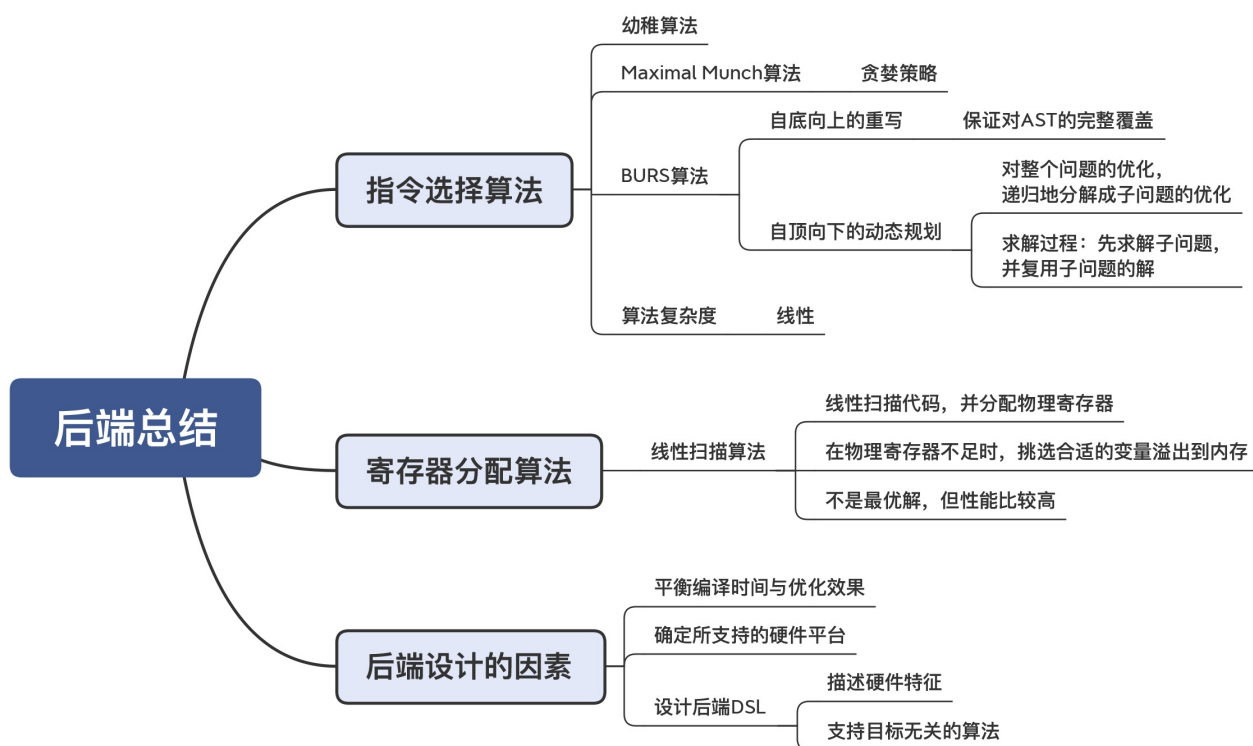 后端总结
指令选择算法
幼稚算法
Maximal Munch算法
贪婪策略
BURS算法
自底向上的重写
保证对AST的完整覆盖
自顶向下的动态规划
对整个问题的优化，
递归地分解成子问题的优化
求解过程：先求解子问题，
并复用子问题的解
算法复杂度
线性
寄存器分配算法
线性扫描算法
线性扫描代码，并分配物理寄存器
在物理寄存器不足时，挑选合适的变量溢出到内存
不是最优解，但性能比较高
后端设计的因素
平衡编译时间与优化效果
确定所支持的硬件平台
设计后端DSL
描述硬件特征
支持目标无关的算法